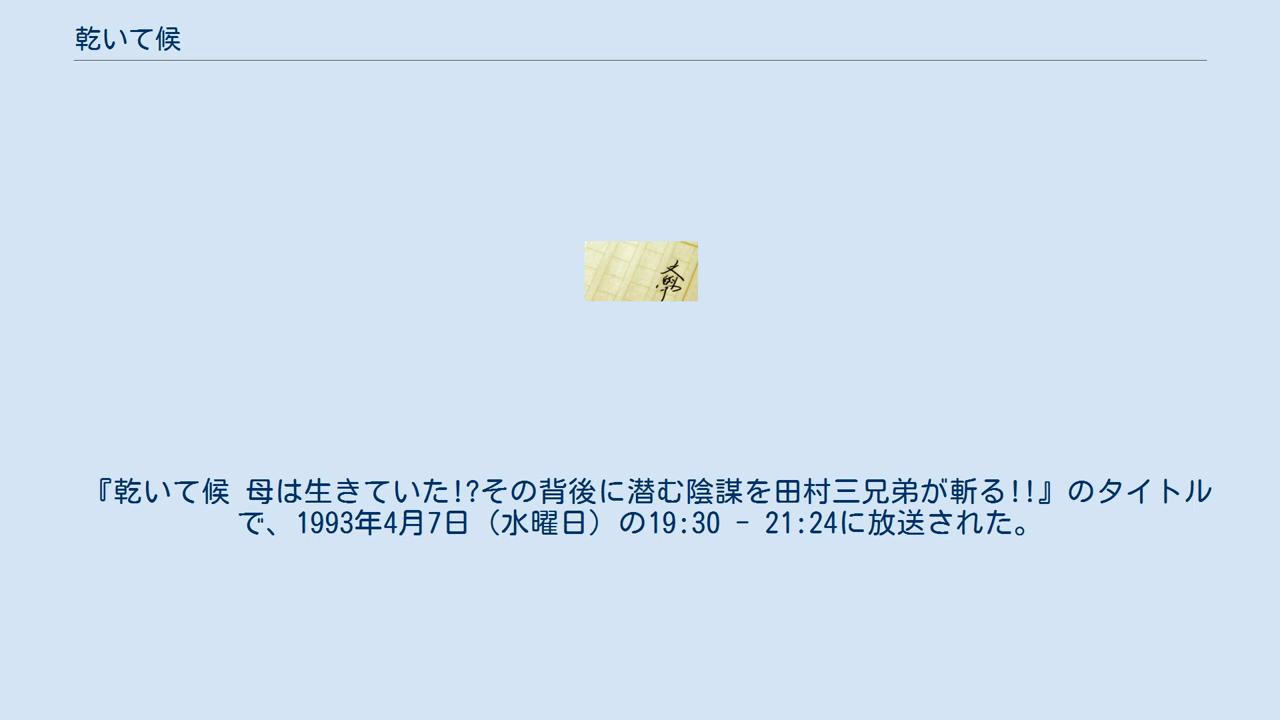 乾いて候
『乾いて候 母は生きていた!?その背後に潜む陰謀を田村三兄弟が斬る!!』のタイトル
で、1993年4月7日（水曜日）の19:30 - 21:24に放送された。